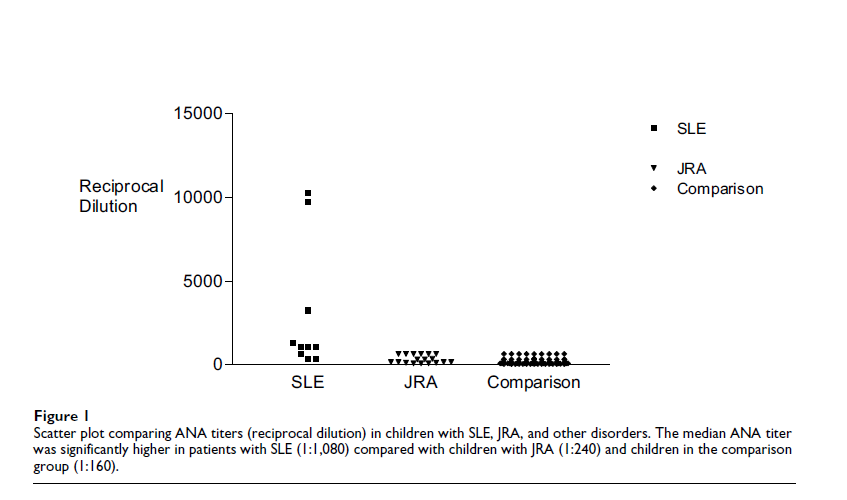 15000
SLE
JRA
Reciprocal
Dilution
10000
Comparison
5000
0
SLE JRA Comparison
Figure 1
Scatter plot comparing ANA titers (reciprocal dilution) in children with SLE, JRA, and other disorders. The median ANA titer
was significantly higher in patients with SLE (1:1,080) compared with children with JRA (1:240) and children in the comparison
group (1:160).